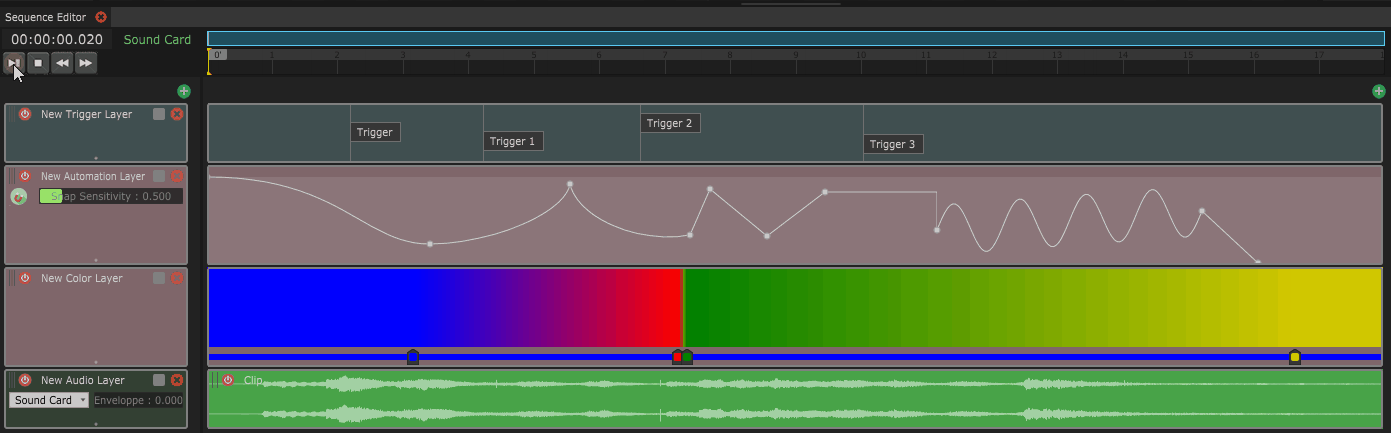 Sequence Editor
00:00:00.020 Sound Card
0' 1 2 3 4 5 6 7 8 9 10 11 12 13 14 15 16 17
New Trigger Layer
Trigger
Trigger 1
Trigger 2
Trigger 3
New Automation Layer
Snap Sensitivity : 0.500
New Color Layer
New Audio Layer
Clip
Sound Card
Enveloppe : 0.000